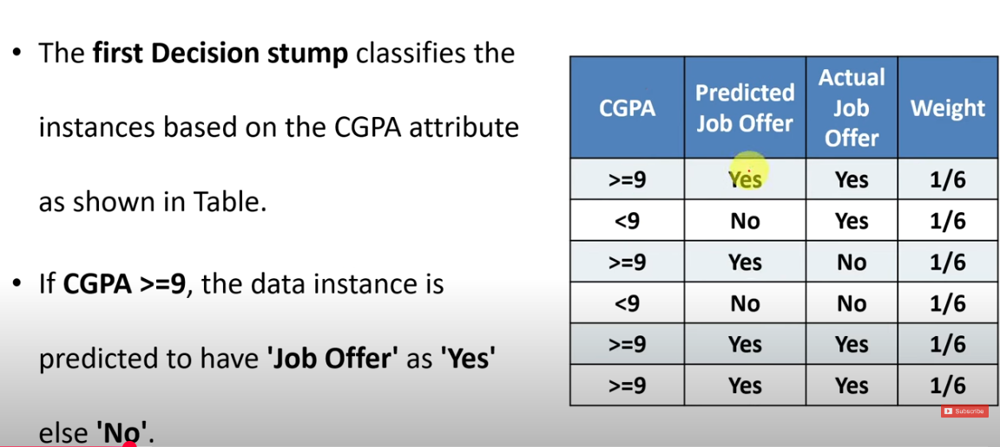 • The first Decision stump classifies the
instances based on the CGPA attribute
as shown in Table.
• If CGPA >=9, the data instance is
predicted to have 'Job Offer' as 'Yes'
else 'No'.
CGPA Predicted Job Offer Actual Job Offer Weight
>=9 Yes Yes 1/6
<9 No Yes 1/6
>=9 Yes No 1/6
<9 No No 1/6
>=9 Yes Yes 1/6
>=9 Yes Yes 1/6
Subscribe